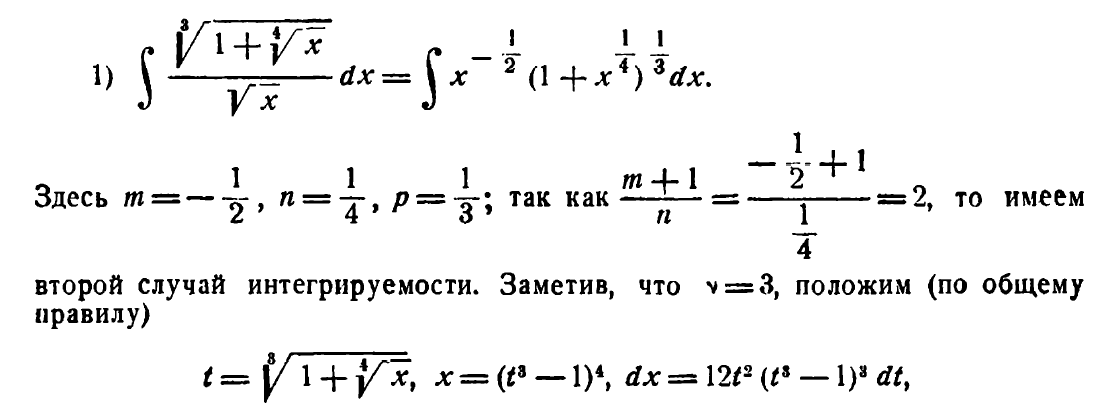 1) ∫ ∛(1+∜x) / √x dx = ∫ x^{-1/2} (1 + x^{1/4})^{1/3} dx.
Здесь m = − 1/2, n = 1/4, p = 1/3; так как (m+1)/n = (−1/2 + 1)/(1/4) = 2, то имеем
второй случай интегрируемости. Заметив, что ν = 3, положим (по общему
правилу)
t = ∛(1+∜x), x = (t³ − 1)⁴, dx = 12t² (t³ − 1)³ dt,